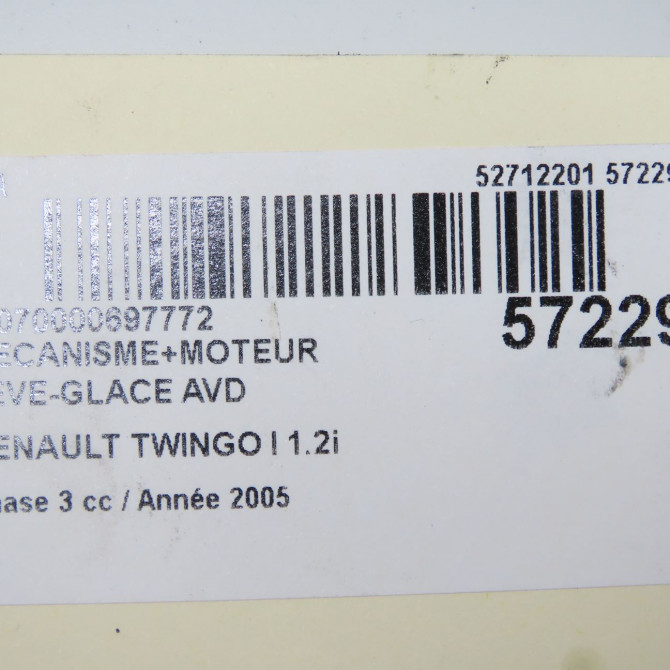 52712201 57229
070000697772
57229
ECANISME+MOTEUR
EVE-GLACE AVD
ENAULT TWINGO I 1.2i
hase 3 cc / Année 2005